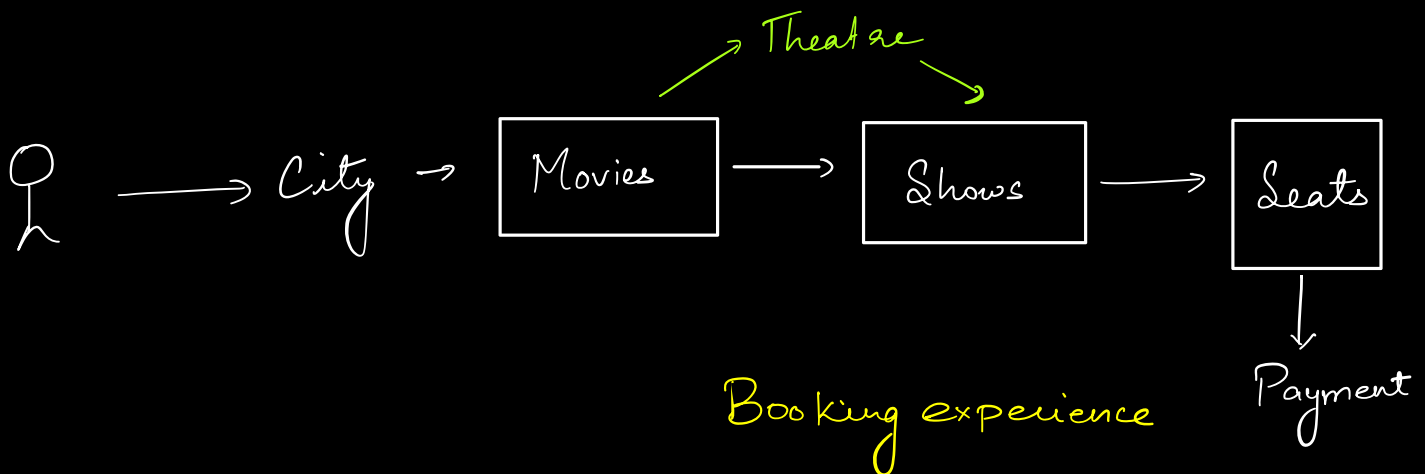 Theatre
City
Movies
Shows
Seats
Payment
Booking experience